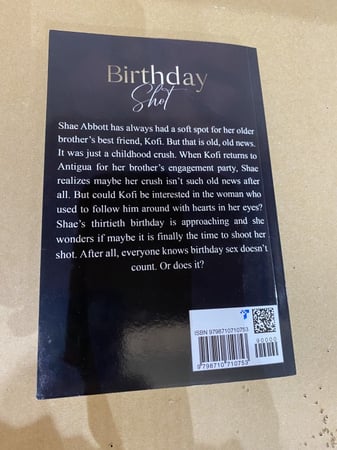 Birthday
Shot
Shae Abbott has always had a soft spot for her older
brother's best friend, Kofi. But that is old, old news.
It was just a childhood crush. When Kofi returns to
Antigua for her brother's engagement party, Shae
realizes maybe her crush isn't such old news after
all. But could Kofi be interested in the woman who
used to follow him around with hearts in her eyes?
Shae's thirtieth birthday is approaching and she
wonders if maybe it is finally the time to shoot her
shot. After all, everyone knows birthday sex doesn't
count. Or does it?
ISBN 9798710710753
90000
9 798710 710753